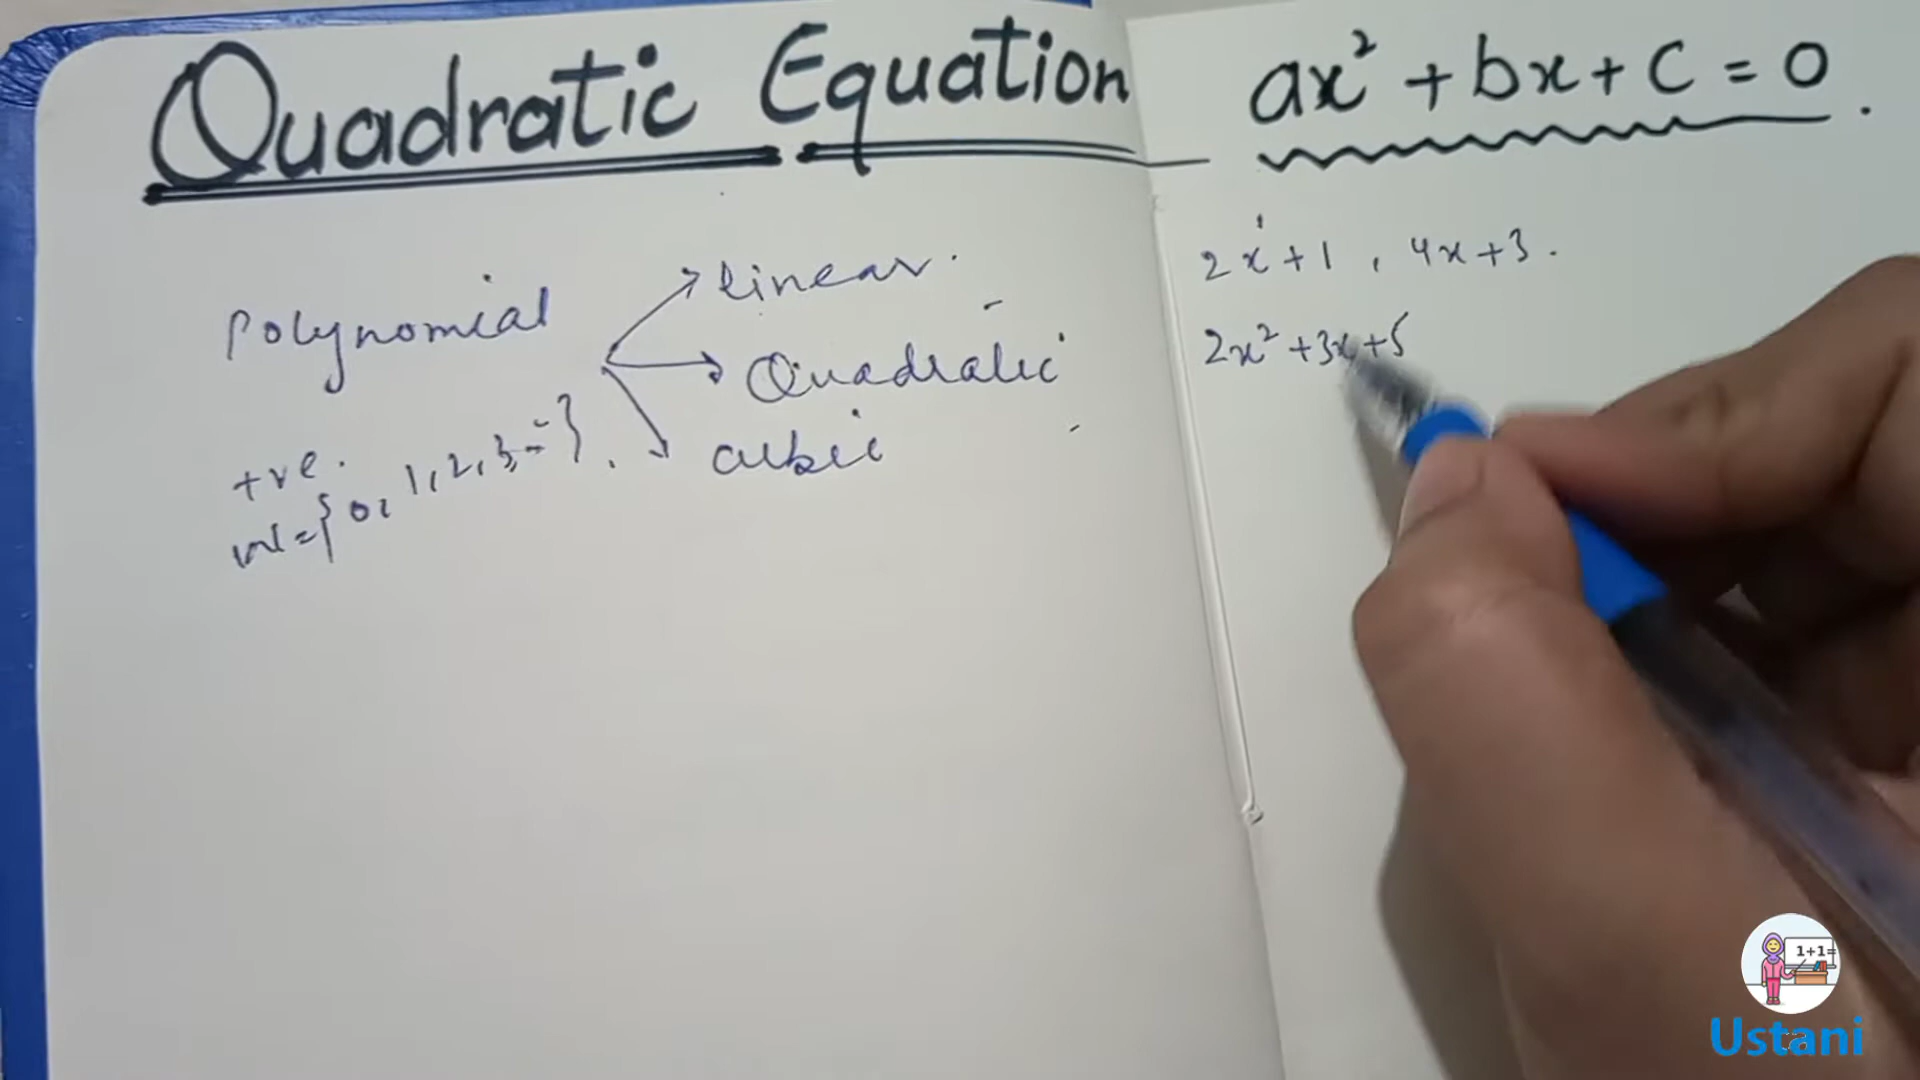 Quadratic Equation
ax² + bx + c = 0.
Polynomial
linear.
Quadratic
cubic
+ve.
= {0, 1, 2, 3, = }.
2x¹ + 1, 4x + 3.
2x² + 3x + 5
1+1=
Ustani